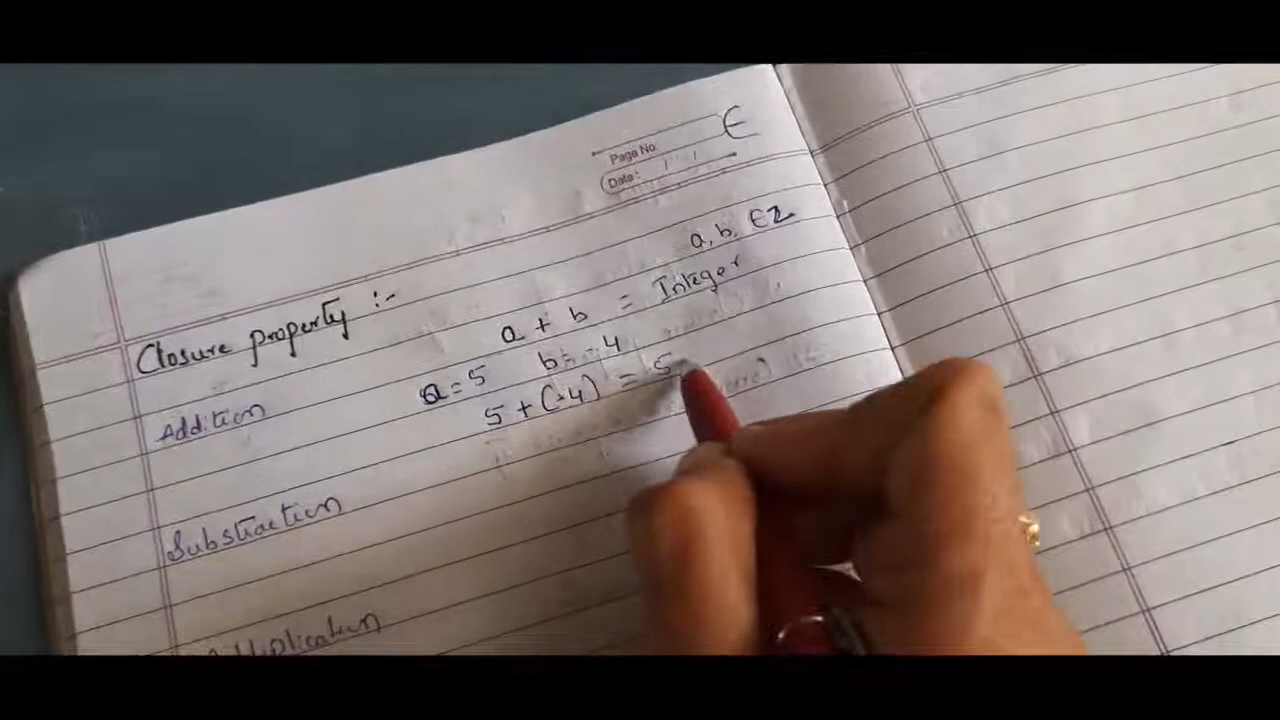 ∈
Page No.
Date: / /
a, b, ∈ Z
Closure property :-
a + b = Integer
Addition
a = 5 b = -4
5 + (-4) = 5
Substraction